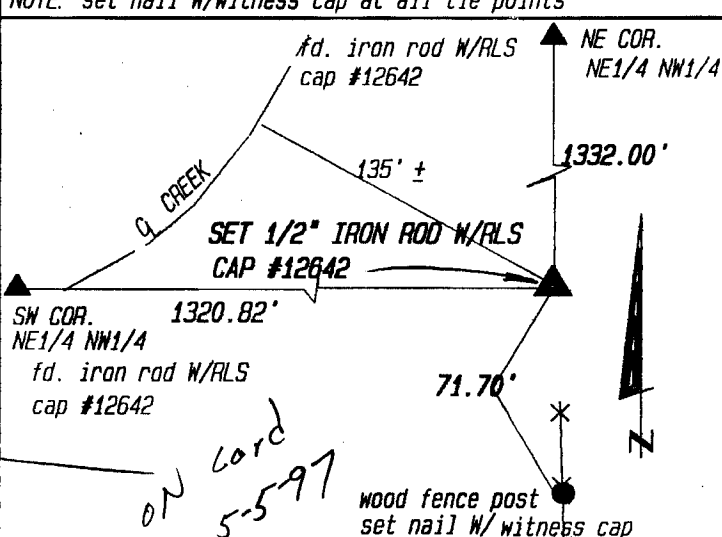 NOTE: set nail W/witness cap at all tie points
fd. iron rod W/RLS
cap #12642
NE COR.
NE1/4 NW1/4
1332.00'
135' ±
℄ CREEK
SET 1/2" IRON ROD W/RLS
CAP #12642
SW COR.
NE1/4 NW1/4
1320.82'
fd. iron rod W/RLS
cap #12642
71.70'
N
ON Card
5-5-97
wood fence post
set nail W/ witness cap